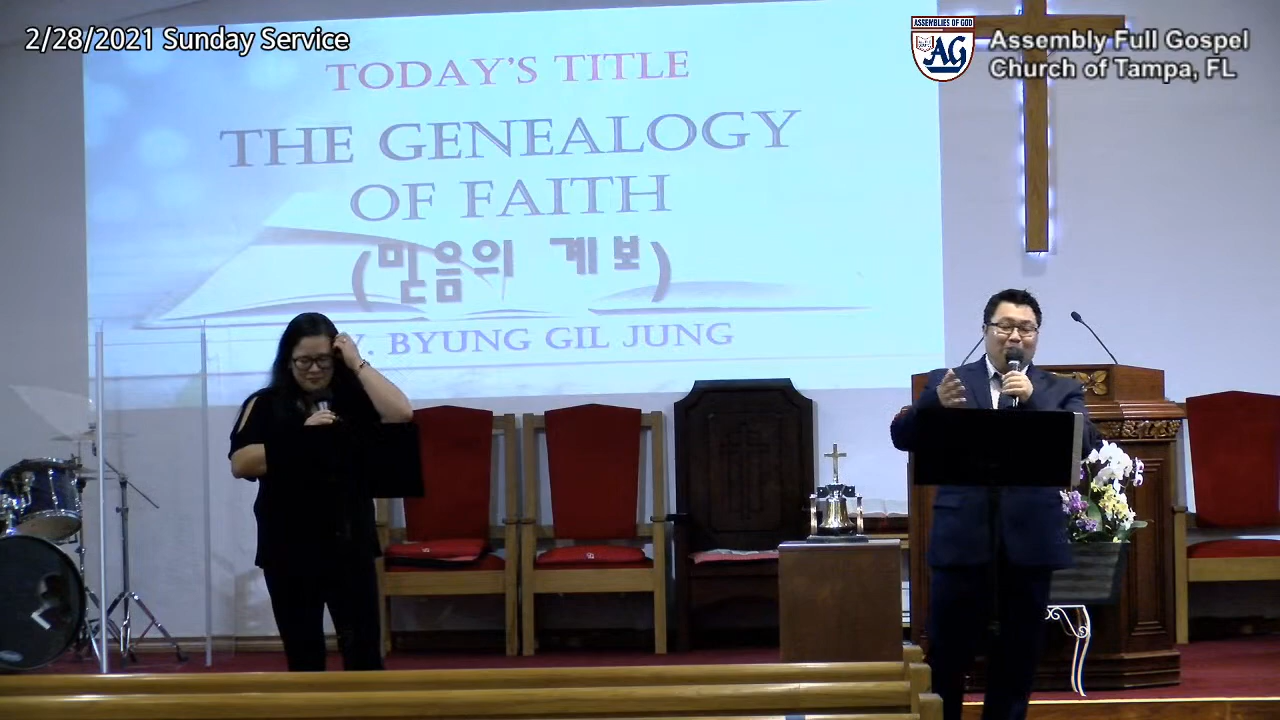 2/28/2021 Sunday Service
ASSEMBLIES OF GOD
AG
Assembly Full Gospel
Church of Tampa, FL
TODAY'S TITLE
THE GENEALOGY
OF FAITH
(믿음의 계보)
BYUNG GIL JUNG